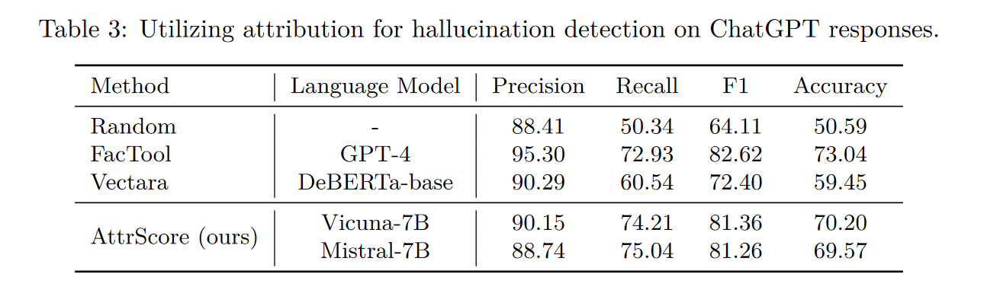 Table 3: Utilizing attribution for hallucination detection on ChatGPT responses.
Method Language Model Precision Recall F1 Accuracy
Random - 88.41 50.34 64.11 50.59
FacTool GPT-4 95.30 72.93 82.62 73.04
Vectara DeBERTa-base 90.29 60.54 72.40 59.45
AttrScore (ours) Vicuna-7B 90.15 74.21 81.36 70.20
Mistral-7B 88.74 75.04 81.26 69.57